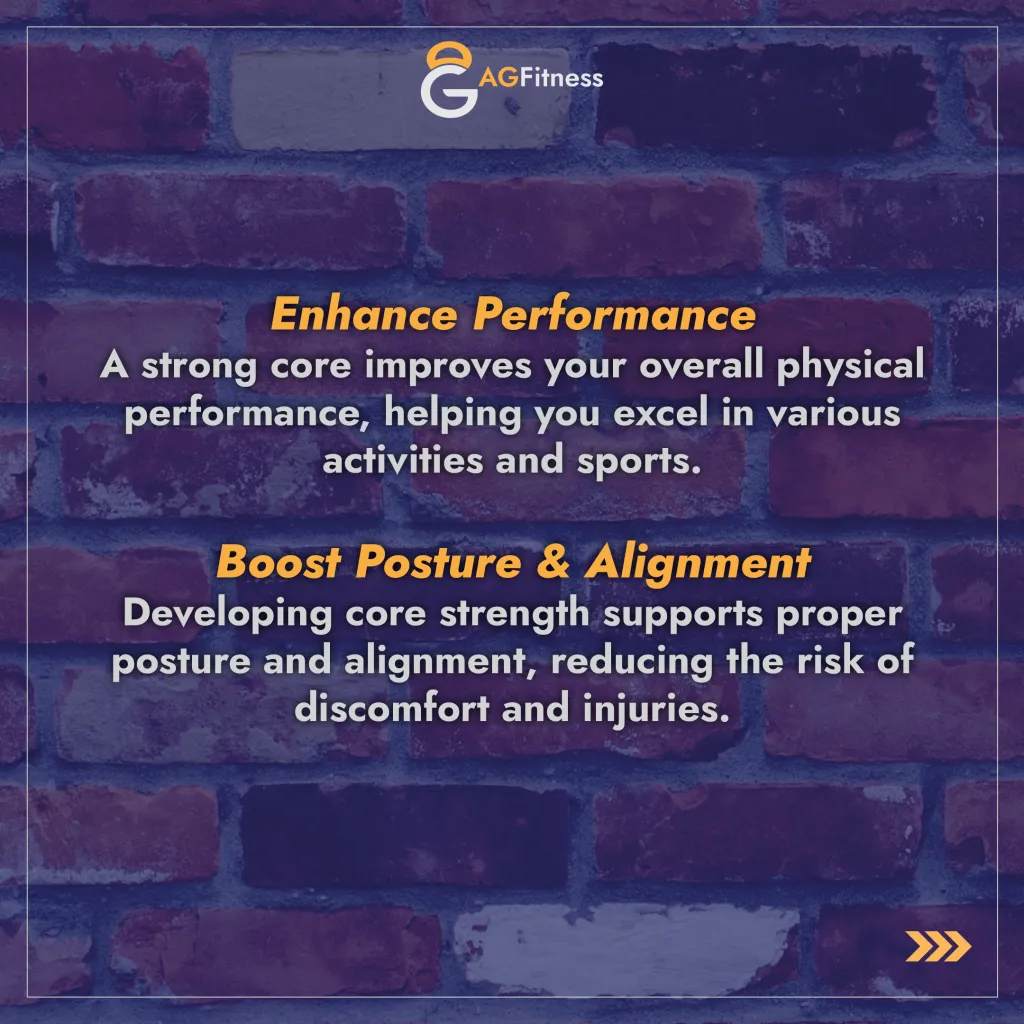 AGFitness
Enhance Performance
A strong core improves your overall physical
performance, helping you excel in various
activities and sports.
Boost Posture & Alignment
Developing core strength supports proper
posture and alignment, reducing the risk of
discomfort and injuries.